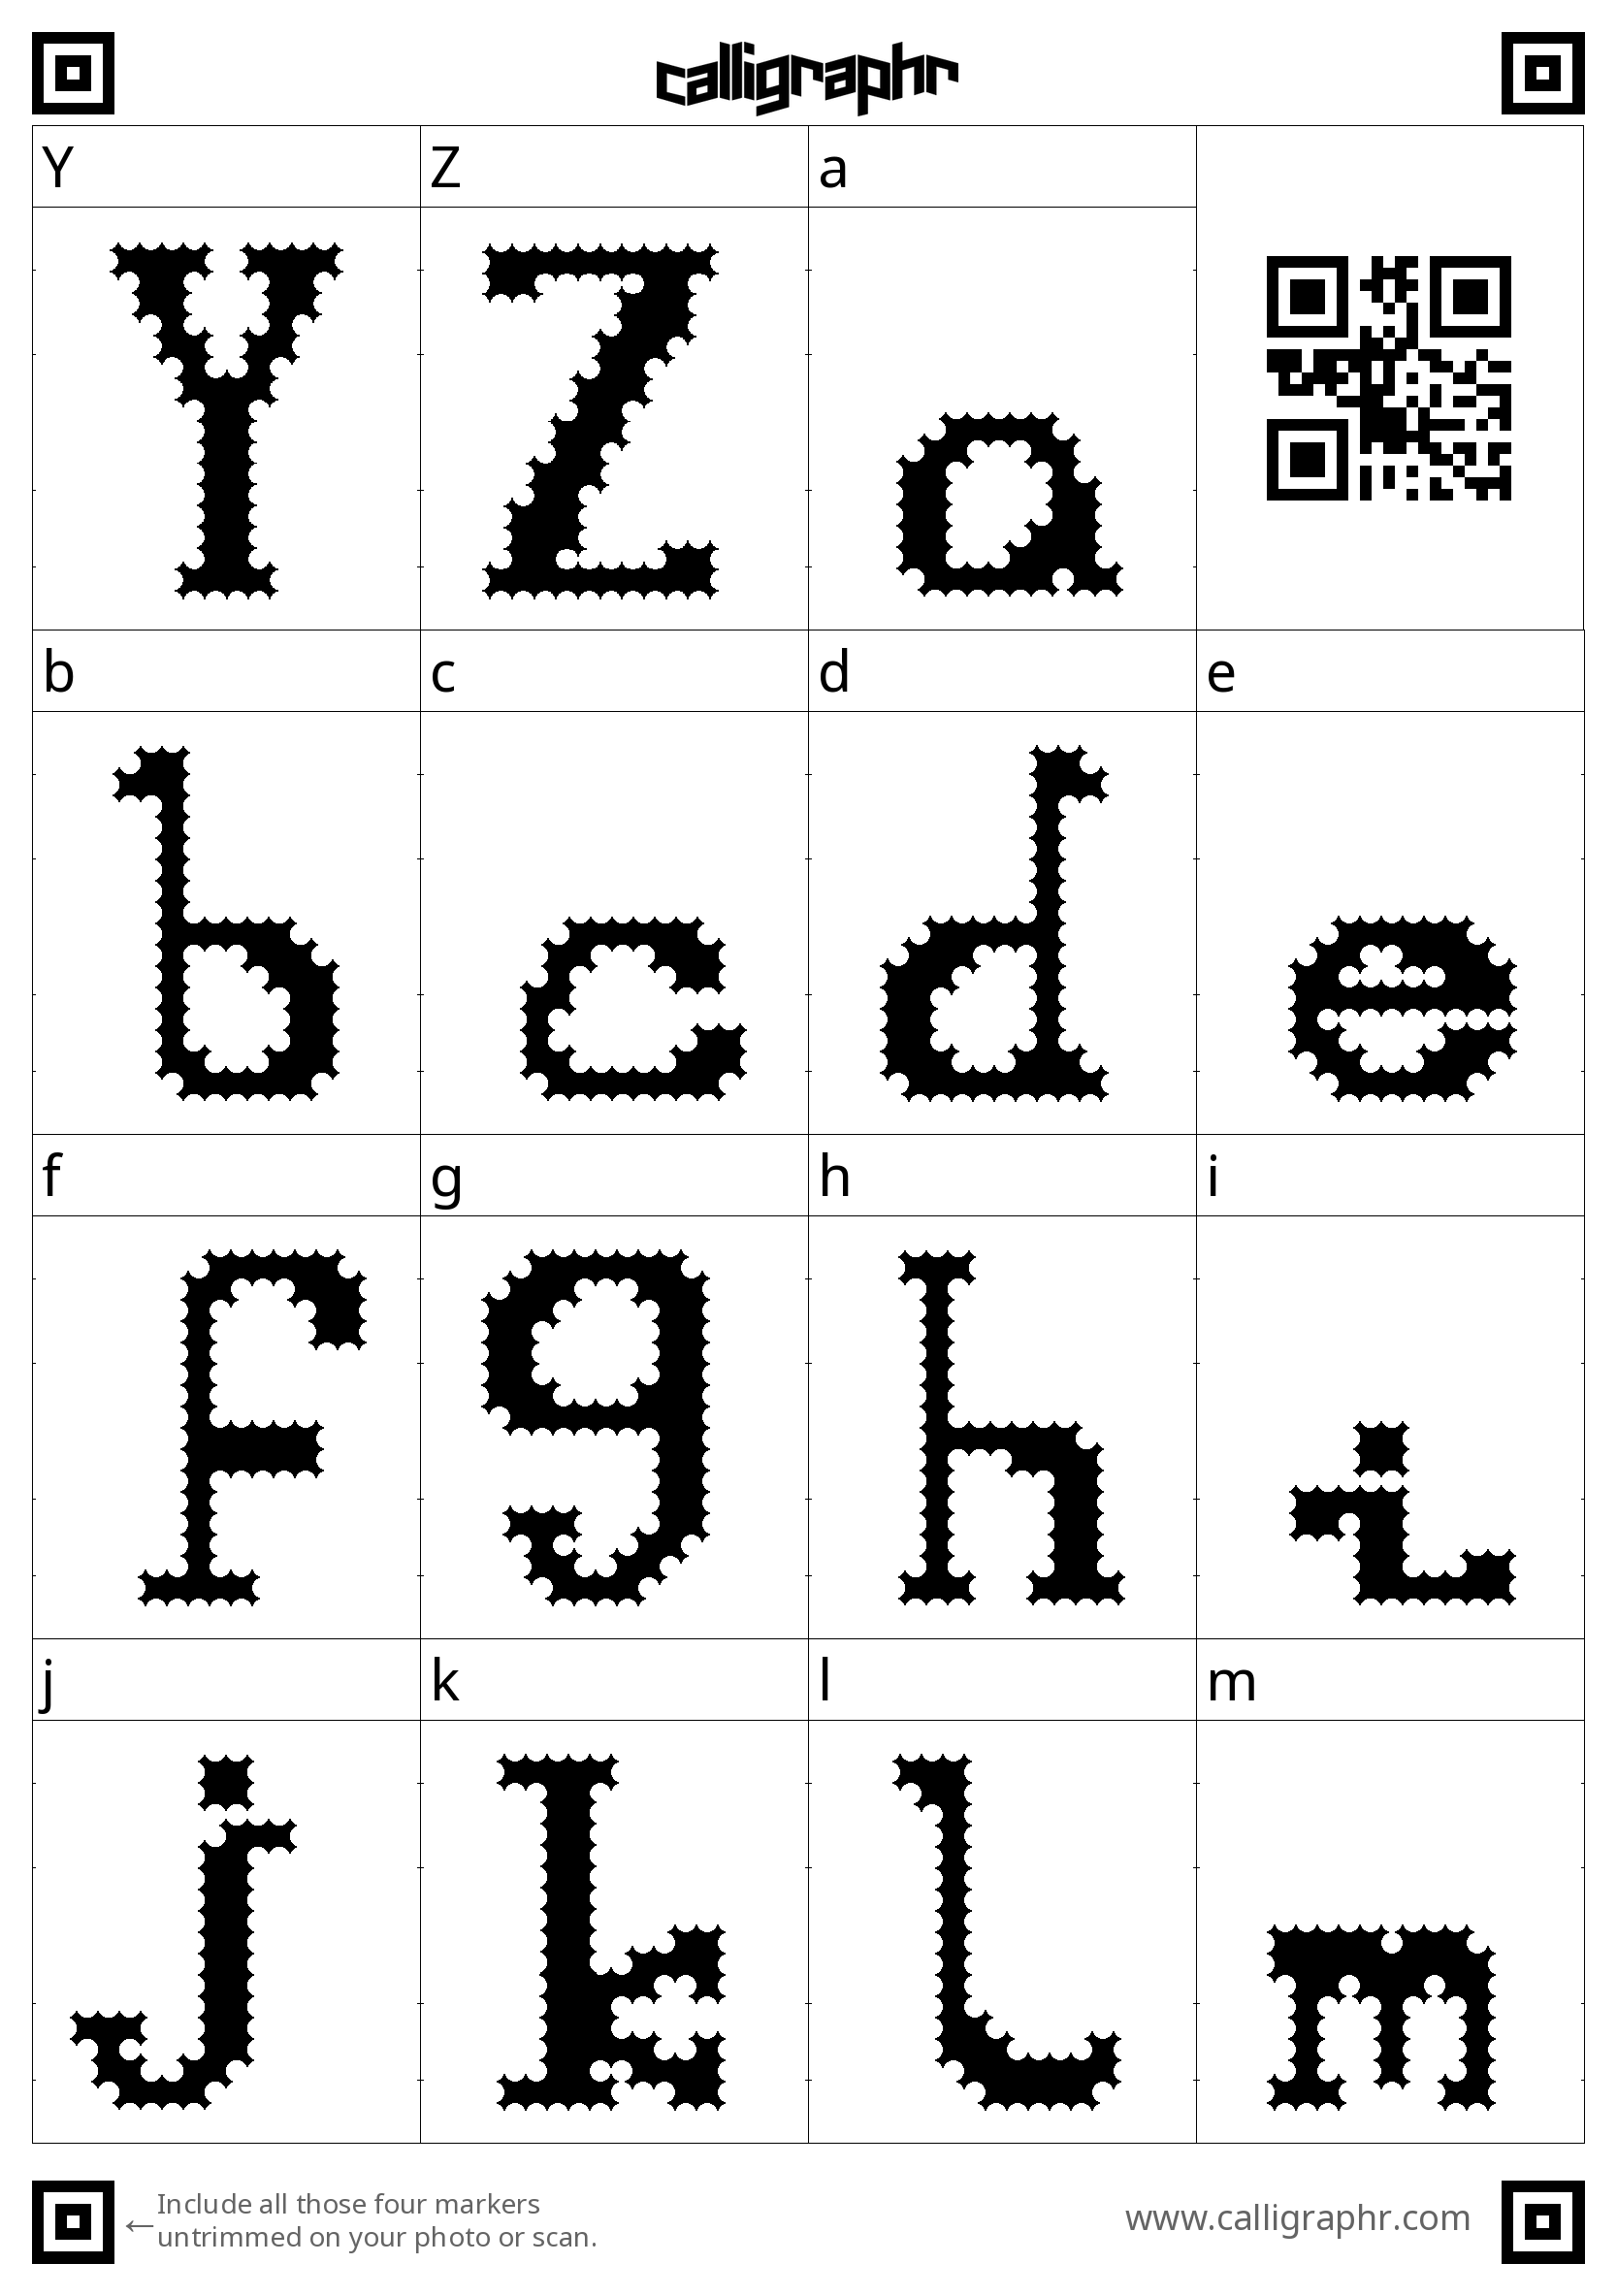 calligraphr
Y Z a
Y Z a
b c d e
b c d e
f g h i
f g h i
j k l m
j k l m
←Include all those four markers
untrimmed on your photo or scan.
www.calligraphr.com